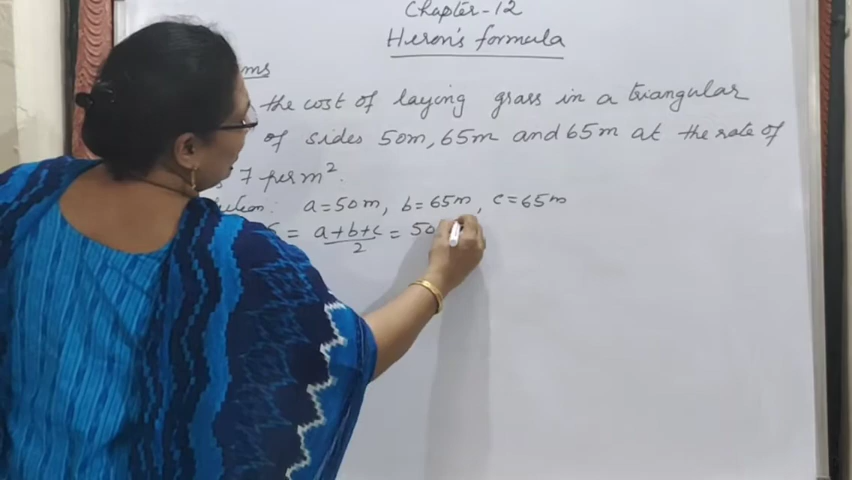 Chapter-12
Heron's formula
the cost of laying grass in a triangular
of sides 50m, 65m and 65m at the rate of
7 per m².
a = 50m, b = 65m, c = 65m
= a+b+c/2 = 50